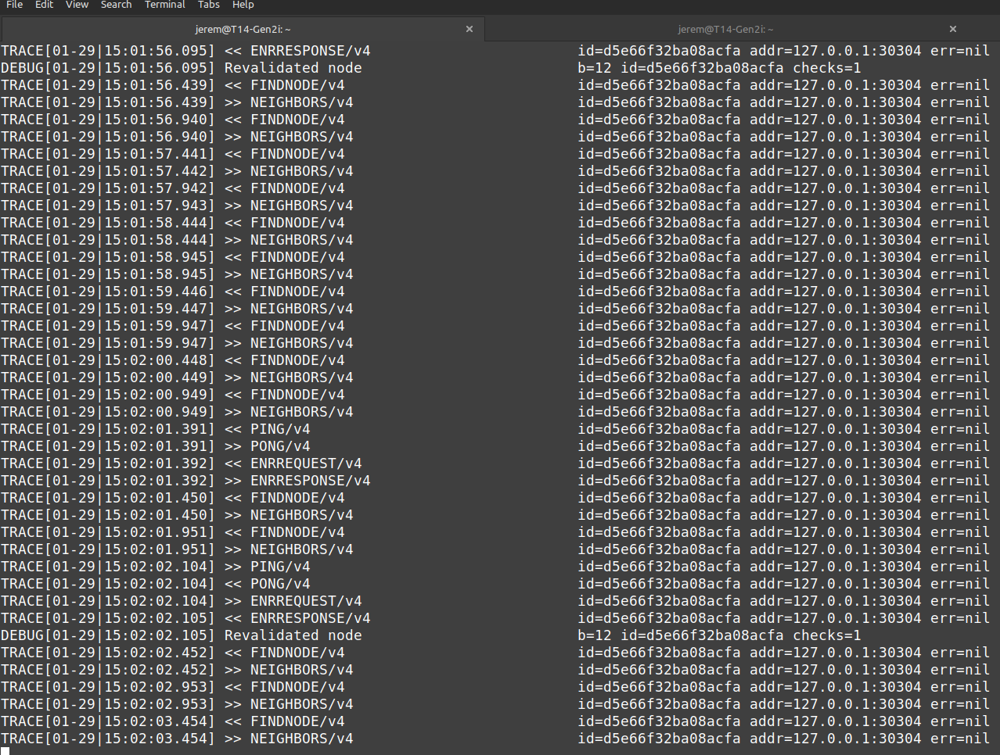 File Edit View Search Terminal Tabs Help
jerem@T14-Gen2i: ~ × jerem@T14-Gen2i: ~ ×
TRACE[01-29|15:01:56.095] << ENRRESPONSE/v4 id=d5e66f32ba08acfa addr=127.0.0.1:30304 err=nil
DEBUG[01-29|15:01:56.095] Revalidated node b=12 id=d5e66f32ba08acfa checks=1
TRACE[01-29|15:01:56.439] << FINDNODE/v4 id=d5e66f32ba08acfa addr=127.0.0.1:30304 err=nil
TRACE[01-29|15:01:56.439] >> NEIGHBORS/v4 id=d5e66f32ba08acfa addr=127.0.0.1:30304 err=nil
TRACE[01-29|15:01:56.940] << FINDNODE/v4 id=d5e66f32ba08acfa addr=127.0.0.1:30304 err=nil
TRACE[01-29|15:01:56.940] >> NEIGHBORS/v4 id=d5e66f32ba08acfa addr=127.0.0.1:30304 err=nil
TRACE[01-29|15:01:57.441] << FINDNODE/v4 id=d5e66f32ba08acfa addr=127.0.0.1:30304 err=nil
TRACE[01-29|15:01:57.442] >> NEIGHBORS/v4 id=d5e66f32ba08acfa addr=127.0.0.1:30304 err=nil
TRACE[01-29|15:01:57.942] << FINDNODE/v4 id=d5e66f32ba08acfa addr=127.0.0.1:30304 err=nil
TRACE[01-29|15:01:57.943] >> NEIGHBORS/v4 id=d5e66f32ba08acfa addr=127.0.0.1:30304 err=nil
TRACE[01-29|15:01:58.444] << FINDNODE/v4 id=d5e66f32ba08acfa addr=127.0.0.1:30304 err=nil
TRACE[01-29|15:01:58.444] >> NEIGHBORS/v4 id=d5e66f32ba08acfa addr=127.0.0.1:30304 err=nil
TRACE[01-29|15:01:58.945] << FINDNODE/v4 id=d5e66f32ba08acfa addr=127.0.0.1:30304 err=nil
TRACE[01-29|15:01:58.945] >> NEIGHBORS/v4 id=d5e66f32ba08acfa addr=127.0.0.1:30304 err=nil
TRACE[01-29|15:01:59.446] << FINDNODE/v4 id=d5e66f32ba08acfa addr=127.0.0.1:30304 err=nil
TRACE[01-29|15:01:59.447] >> NEIGHBORS/v4 id=d5e66f32ba08acfa addr=127.0.0.1:30304 err=nil
TRACE[01-29|15:01:59.947] << FINDNODE/v4 id=d5e66f32ba08acfa addr=127.0.0.1:30304 err=nil
TRACE[01-29|15:01:59.947] >> NEIGHBORS/v4 id=d5e66f32ba08acfa addr=127.0.0.1:30304 err=nil
TRACE[01-29|15:02:00.448] << FINDNODE/v4 id=d5e66f32ba08acfa addr=127.0.0.1:30304 err=nil
TRACE[01-29|15:02:00.449] >> NEIGHBORS/v4 id=d5e66f32ba08acfa addr=127.0.0.1:30304 err=nil
TRACE[01-29|15:02:00.949] << FINDNODE/v4 id=d5e66f32ba08acfa addr=127.0.0.1:30304 err=nil
TRACE[01-29|15:02:00.949] >> NEIGHBORS/v4 id=d5e66f32ba08acfa addr=127.0.0.1:30304 err=nil
TRACE[01-29|15:02:01.391] << PING/v4 id=d5e66f32ba08acfa addr=127.0.0.1:30304 err=nil
TRACE[01-29|15:02:01.391] >> PONG/v4 id=d5e66f32ba08acfa addr=127.0.0.1:30304 err=nil
TRACE[01-29|15:02:01.392] << ENRREQUEST/v4 id=d5e66f32ba08acfa addr=127.0.0.1:30304 err=nil
TRACE[01-29|15:02:01.392] >> ENRRESPONSE/v4 id=d5e66f32ba08acfa addr=127.0.0.1:30304 err=nil
TRACE[01-29|15:02:01.450] << FINDNODE/v4 id=d5e66f32ba08acfa addr=127.0.0.1:30304 err=nil
TRACE[01-29|15:02:01.450] >> NEIGHBORS/v4 id=d5e66f32ba08acfa addr=127.0.0.1:30304 err=nil
TRACE[01-29|15:02:01.951] << FINDNODE/v4 id=d5e66f32ba08acfa addr=127.0.0.1:30304 err=nil
TRACE[01-29|15:02:01.951] >> NEIGHBORS/v4 id=d5e66f32ba08acfa addr=127.0.0.1:30304 err=nil
TRACE[01-29|15:02:02.104] >> PING/v4 id=d5e66f32ba08acfa addr=127.0.0.1:30304 err=nil
TRACE[01-29|15:02:02.104] << PONG/v4 id=d5e66f32ba08acfa addr=127.0.0.1:30304 err=nil
TRACE[01-29|15:02:02.104] >> ENRREQUEST/v4 id=d5e66f32ba08acfa addr=127.0.0.1:30304 err=nil
TRACE[01-29|15:02:02.105] << ENRRESPONSE/v4 id=d5e66f32ba08acfa addr=127.0.0.1:30304 err=nil
DEBUG[01-29|15:02:02.105] Revalidated node b=12 id=d5e66f32ba08acfa checks=1
TRACE[01-29|15:02:02.452] << FINDNODE/v4 id=d5e66f32ba08acfa addr=127.0.0.1:30304 err=nil
TRACE[01-29|15:02:02.452] >> NEIGHBORS/v4 id=d5e66f32ba08acfa addr=127.0.0.1:30304 err=nil
TRACE[01-29|15:02:02.953] << FINDNODE/v4 id=d5e66f32ba08acfa addr=127.0.0.1:30304 err=nil
TRACE[01-29|15:02:02.953] >> NEIGHBORS/v4 id=d5e66f32ba08acfa addr=127.0.0.1:30304 err=nil
TRACE[01-29|15:02:03.454] << FINDNODE/v4 id=d5e66f32ba08acfa addr=127.0.0.1:30304 err=nil
TRACE[01-29|15:02:03.454] >> NEIGHBORS/v4 id=d5e66f32ba08acfa addr=127.0.0.1:30304 err=nil